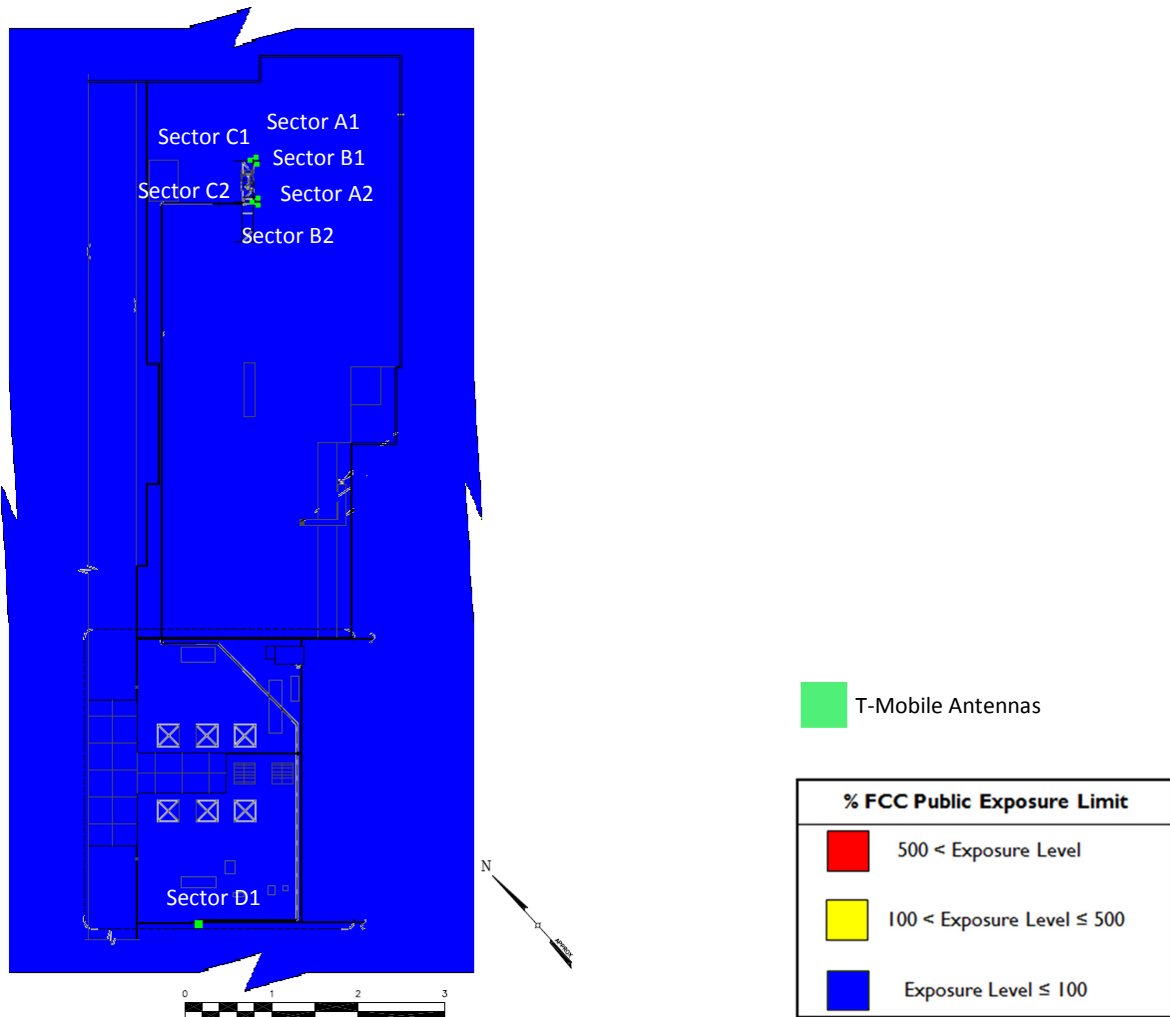 Sector A1
Sector C1
Sector B1
Sector C2
Sector A2
Sector B2
Sector D1
N
APPROX
0 1 2 3
T-Mobile Antennas
% FCC Public Exposure Limit
500 < Exposure Level
100 < Exposure Level ≤ 500
Exposure Level ≤ 100